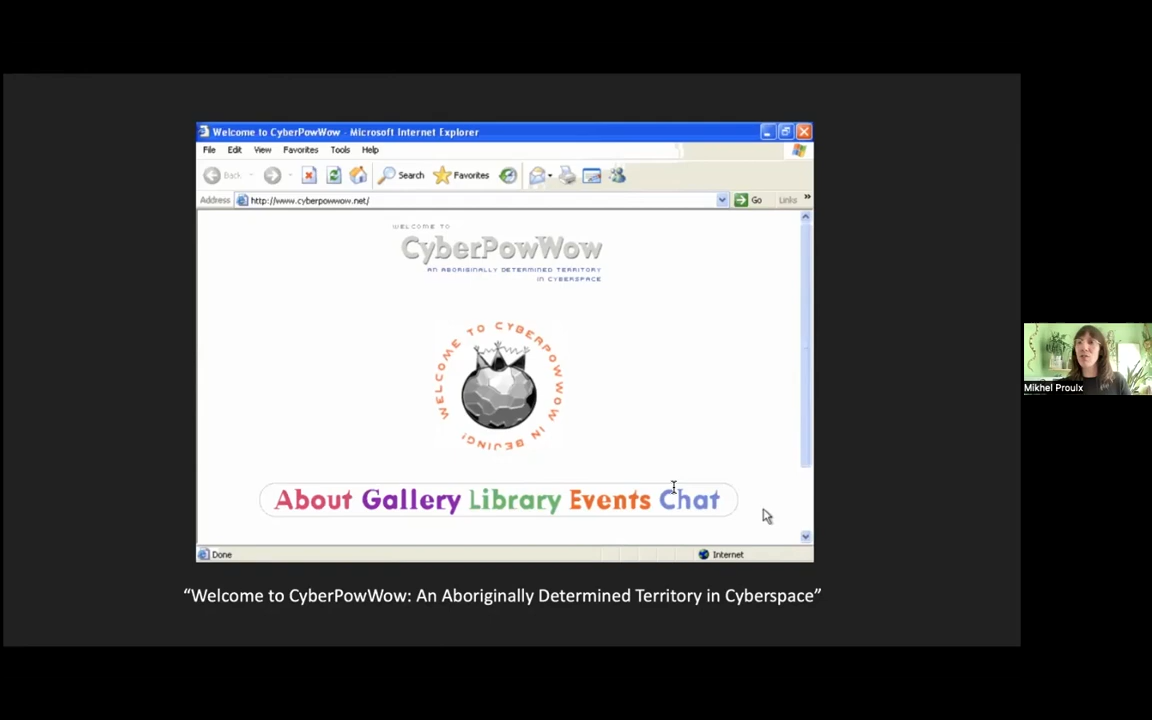 Welcome to CyberPowWow - Microsoft Internet Explorer
File Edit View Favorites Tools Help
Back Search Favorites
Address http://www.cyberpowwow.net/ Go Links »
WELCOME TO
CyberPowWow
AN ABORIGINALLY DETERMINED TERRITORY
IN CYBERSPACE
WELCOME TO CYBERPOWWOW IN BEIJING!
About Gallery Library Events Chat
Done Internet
“Welcome to CyberPowWow: An Aboriginally Determined Territory in Cyberspace”
Mikhel Proulx